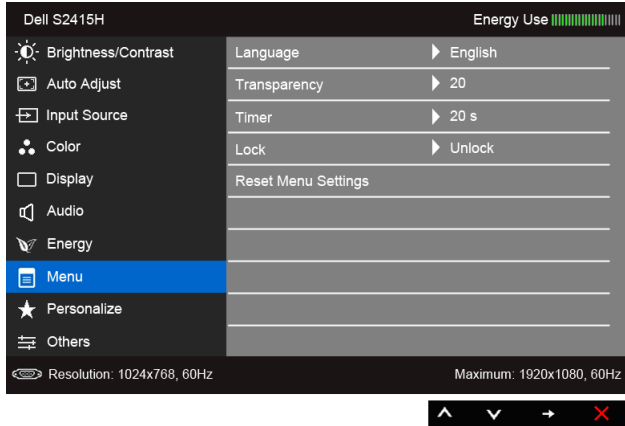 Dell S2415H Energy Use
Brightness/Contrast Language English
Auto Adjust Transparency 20
Input Source Timer 20 s
Color Lock Unlock
Display Reset Menu Settings
Audio
Energy
Menu
Personalize
Others
Resolution: 1024x768, 60Hz Maximum: 1920x1080, 60Hz